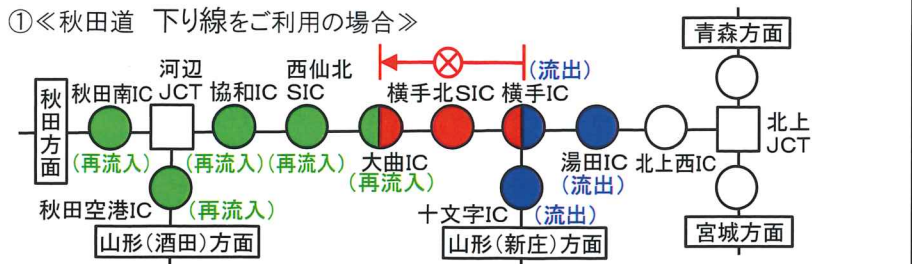 ①≪秋田道 下り線をご利用の場合≫
青森方面
(流出)
河辺
JCT
西仙北
SIC
秋田方面
秋田南IC
協和IC
横手北SIC
横手IC
北上
JCT
(再流入)
(再流入)
(再流入)
大曲IC
(再流入)
湯田IC
(流出)
北上西IC
秋田空港IC
(再流入)
十文字IC
(流出)
山形(酒田)方面
山形(新庄)方面
宮城方面